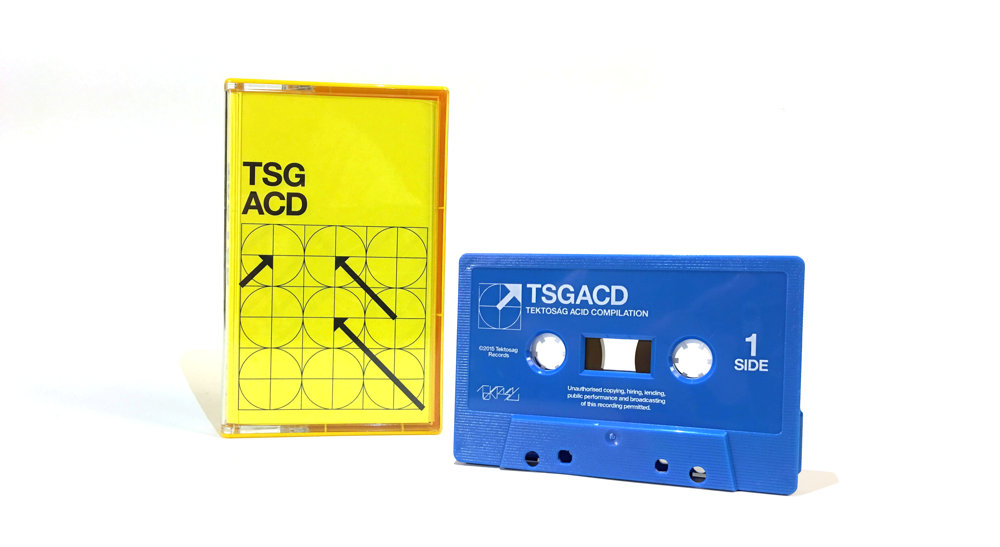 TSG
ACD
TSGACD
TEKTOSAG ACID COMPILATION
©2015 Tektosag
Records
1
SIDE
Unauthorised copying, hiring, lending,
public performance and broadcasting
of this recording permitted.